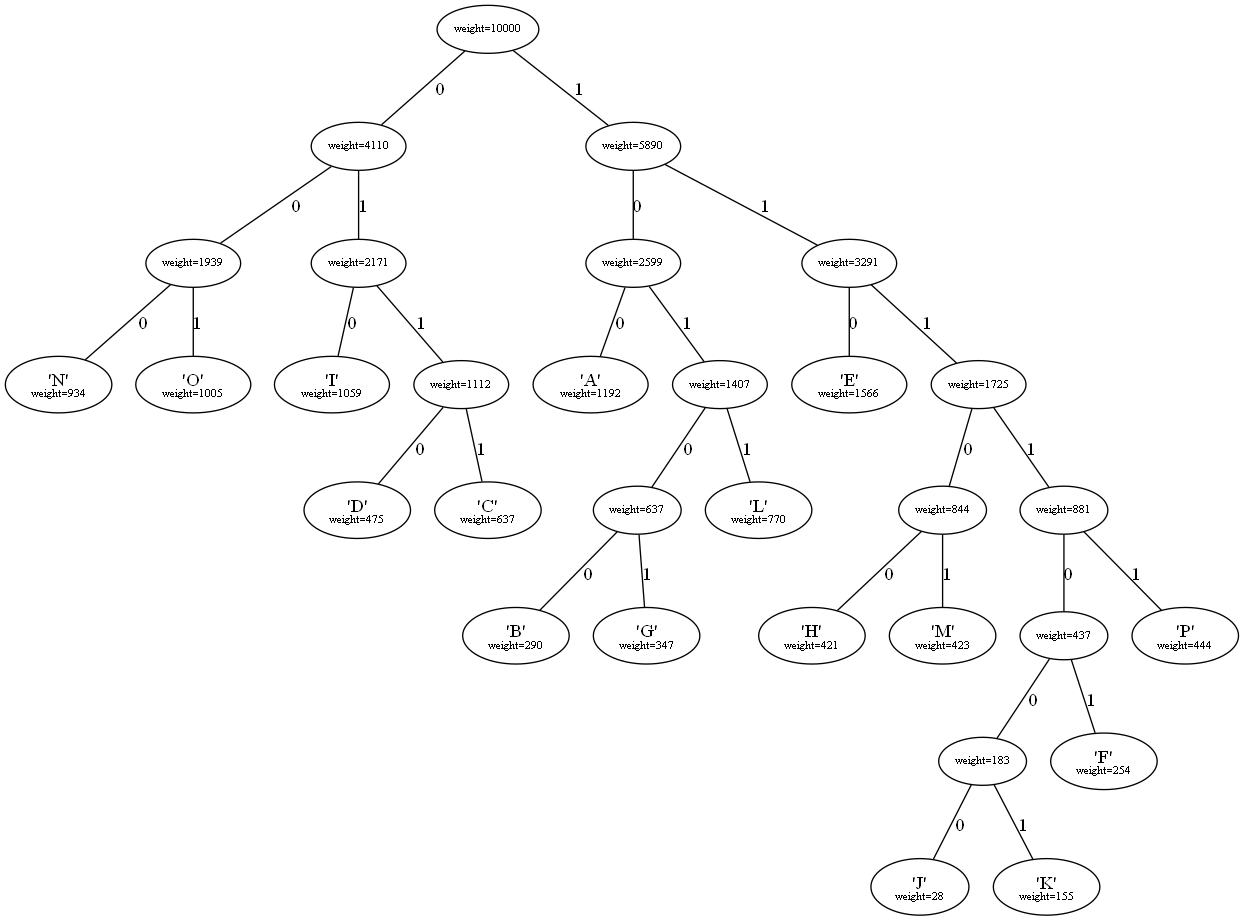 weight=10000
0
1
weight=4110
weight=5890
0
1
0
1
weight=1939
weight=2171
weight=2599
weight=3291
0
1
0
1
0
1
0
1
'N'
weight=934
'O'
weight=1005
'I'
weight=1059
weight=1112
'A'
weight=1192
weight=1407
'E'
weight=1566
weight=1725
0
1
0
1
0
1
'D'
weight=475
'C'
weight=637
weight=637
'L'
weight=770
weight=844
weight=881
0
1
0
1
0
1
'B'
weight=290
'G'
weight=347
'H'
weight=421
'M'
weight=423
weight=437
'P'
weight=444
0
1
weight=183
'F'
weight=254
0
1
'J'
weight=28
'K'
weight=155